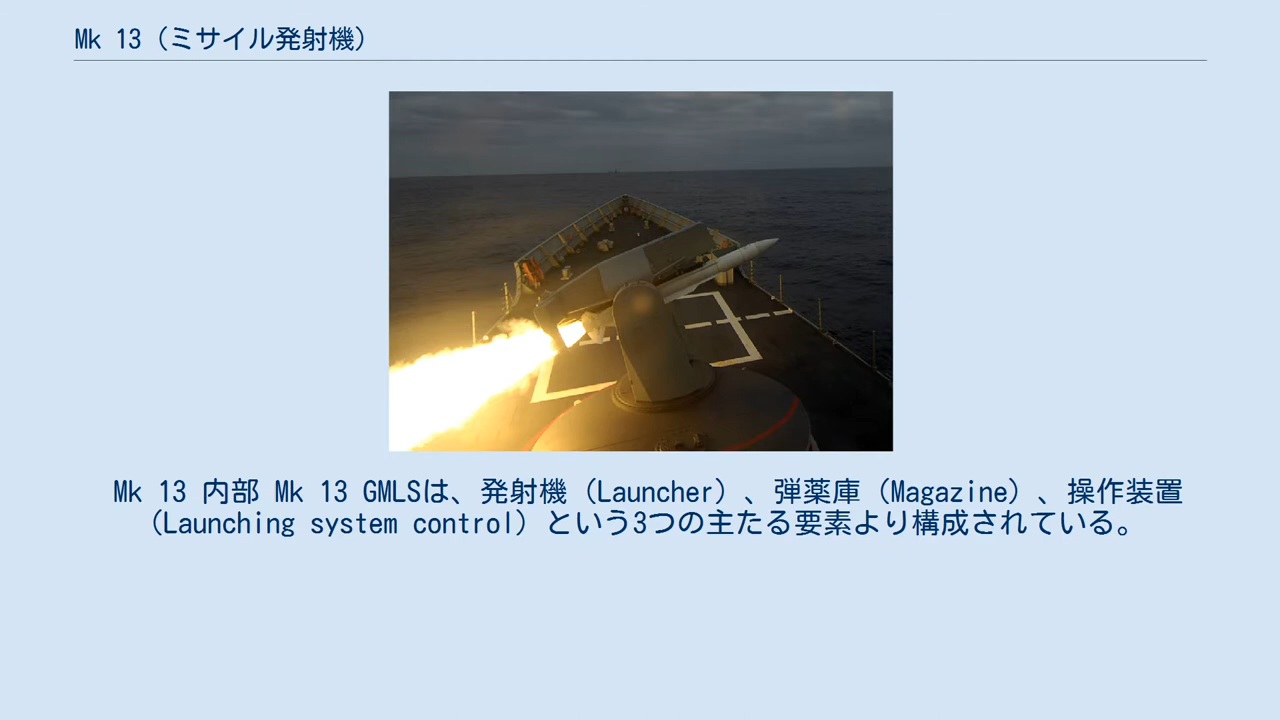 Mk 13（ミサイル発射機）
Mk 13 内部 Mk 13 GMLSは、発射機（Launcher）、弾薬庫（Magazine）、操作装置
（Launching system control）という3つの主たる要素より構成されている。